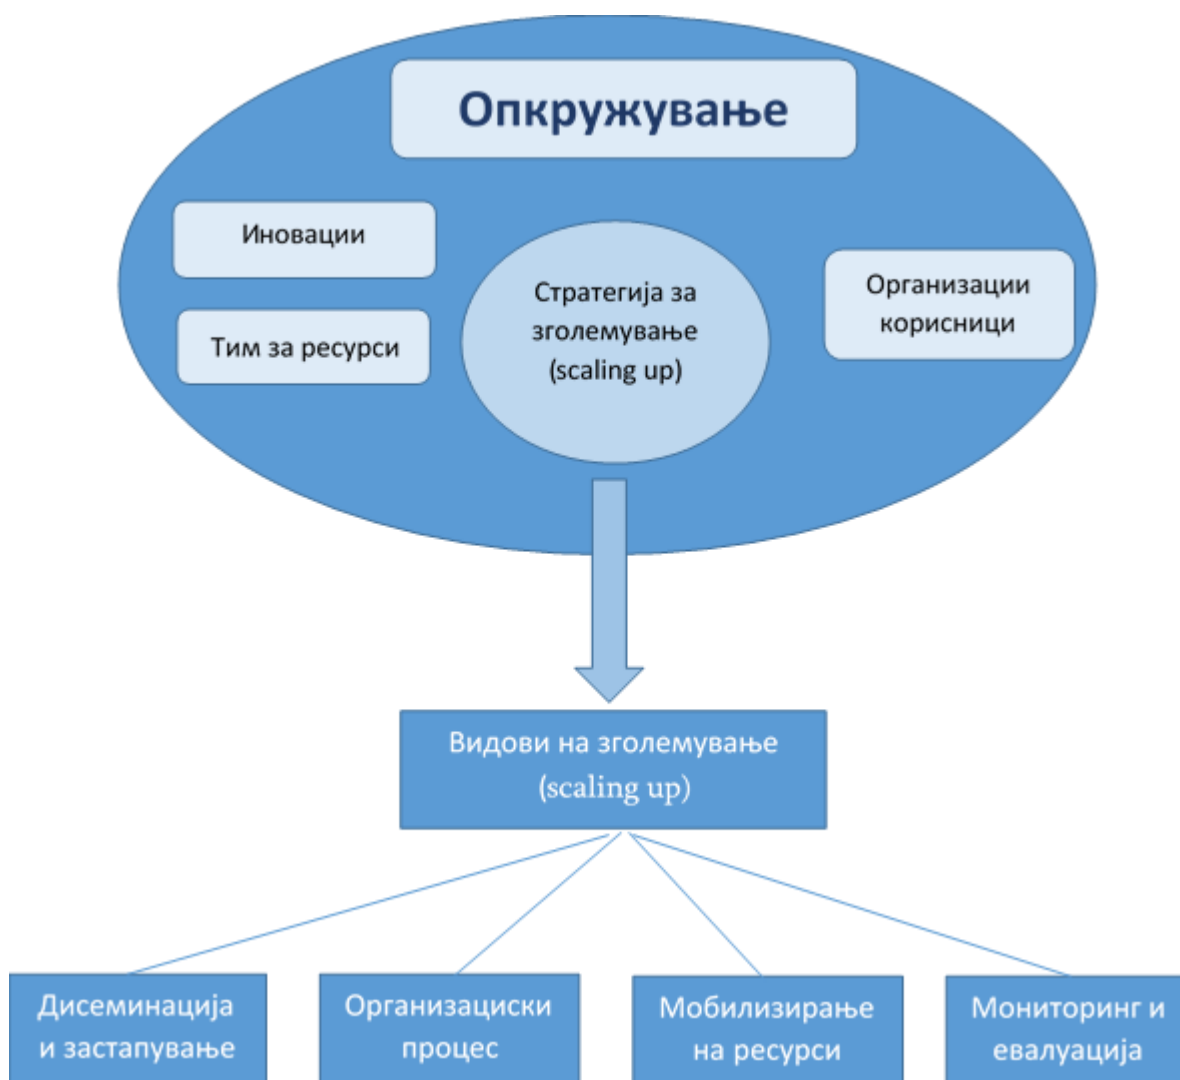 Опкружување
Иновации
Тим за ресурси
Стратегија за
зголемување
(scaling up)
Организации
корисници
Видови на зголемување
(scaling up)
Дисеминација
и застапување
Организациски
процес
Мобилизирање
на ресурси
Мониторинг и
евалуација